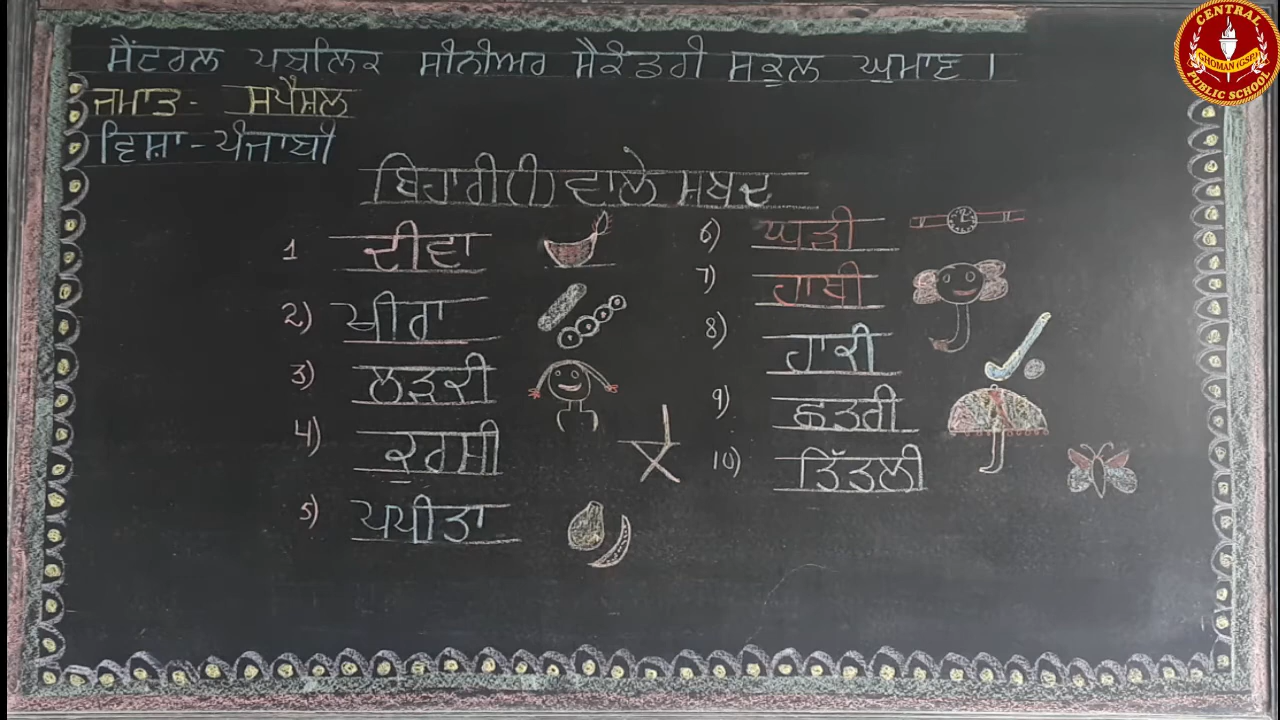 ਸੈਂਟਰਲ ਪਬਲਿਕ ਸੀਨੀਅਰ ਸੈਕੰਡਰੀ ਸਕੂਲ ਘੁਮਾਣ ।
ਜਮਾਤ - ਸਪੈਸ਼ਲ
ਵਿਸ਼ਾ - ਪੰਜਾਬੀ
ਬਿਹਾਰੀ (ੀ) ਵਾਲੇ ਸ਼ਬਦ
1 ਦੀਵਾ
2) ਖੀਰਾ
3) ਲੜਕੀ
4) ਕੁਰਸੀ
5) ਪਪੀਤਾ
6) ਘੜੀ
7) ਹਾਥੀ
8) ਹਾਕੀ
9) ਛਤਰੀ
10) ਤਿੱਤਲੀ
CENTRAL
GHOMAN (GSP)
PUBLIC SCHOOL